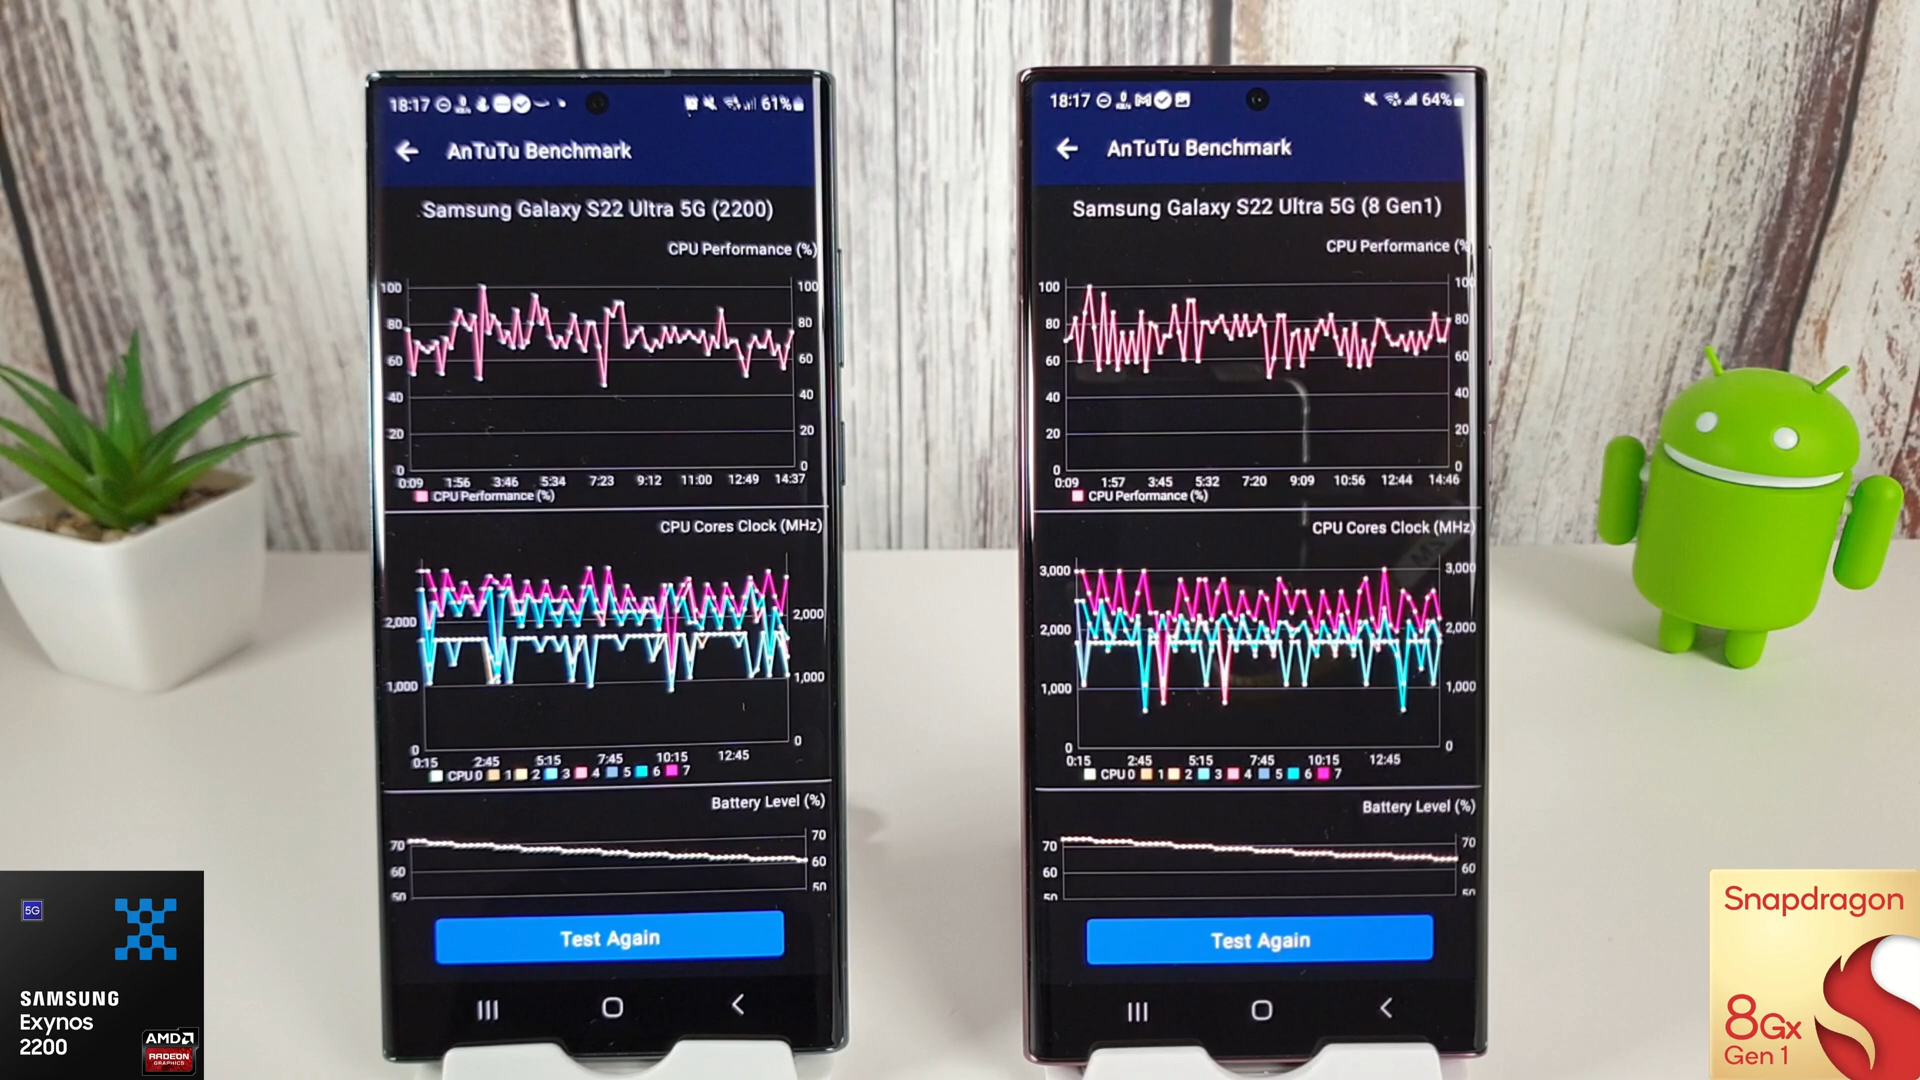 18:17 61%
AnTuTu Benchmark
Samsung Galaxy S22 Ultra 5G (2200)
CPU Performance (%)
100 100
80 80
60 60
40 40
20 20
0 0
0:09 1:56 3:46 5:34 7:23 9:12 11:00 12:49 14:37
CPU Performance (%)
CPU Cores Clock (MHz)
2,000 2,000
1,000 1,000
0 0
0:15 2:45 5:15 7:45 10:15 12:45
CPU 0 1 2 3 4 5 6 7
Battery Level (%)
70 70
60 60
50 50
Test Again
18:17 64%
AnTuTu Benchmark
Samsung Galaxy S22 Ultra 5G (8 Gen1)
CPU Performance (%)
100 100
80 80
60 60
40 40
20 20
0 0
0:09 1:57 3:45 5:32 7:20 9:09 10:56 12:44 14:46
CPU Performance (%)
CPU Cores Clock (MHz)
3,000 3,000
2,000 2,000
1,000 1,000
0 0
0:15 2:45 5:15 7:45 10:15 12:45
CPU 0 1 2 3 4 5 6 7
Battery Level (%)
70 70
60 60
50 50
Test Again
5G
SAMSUNG
Exynos
2200
AMD
RADEON
GRAPHICS
Snapdragon
8Gx
Gen 1